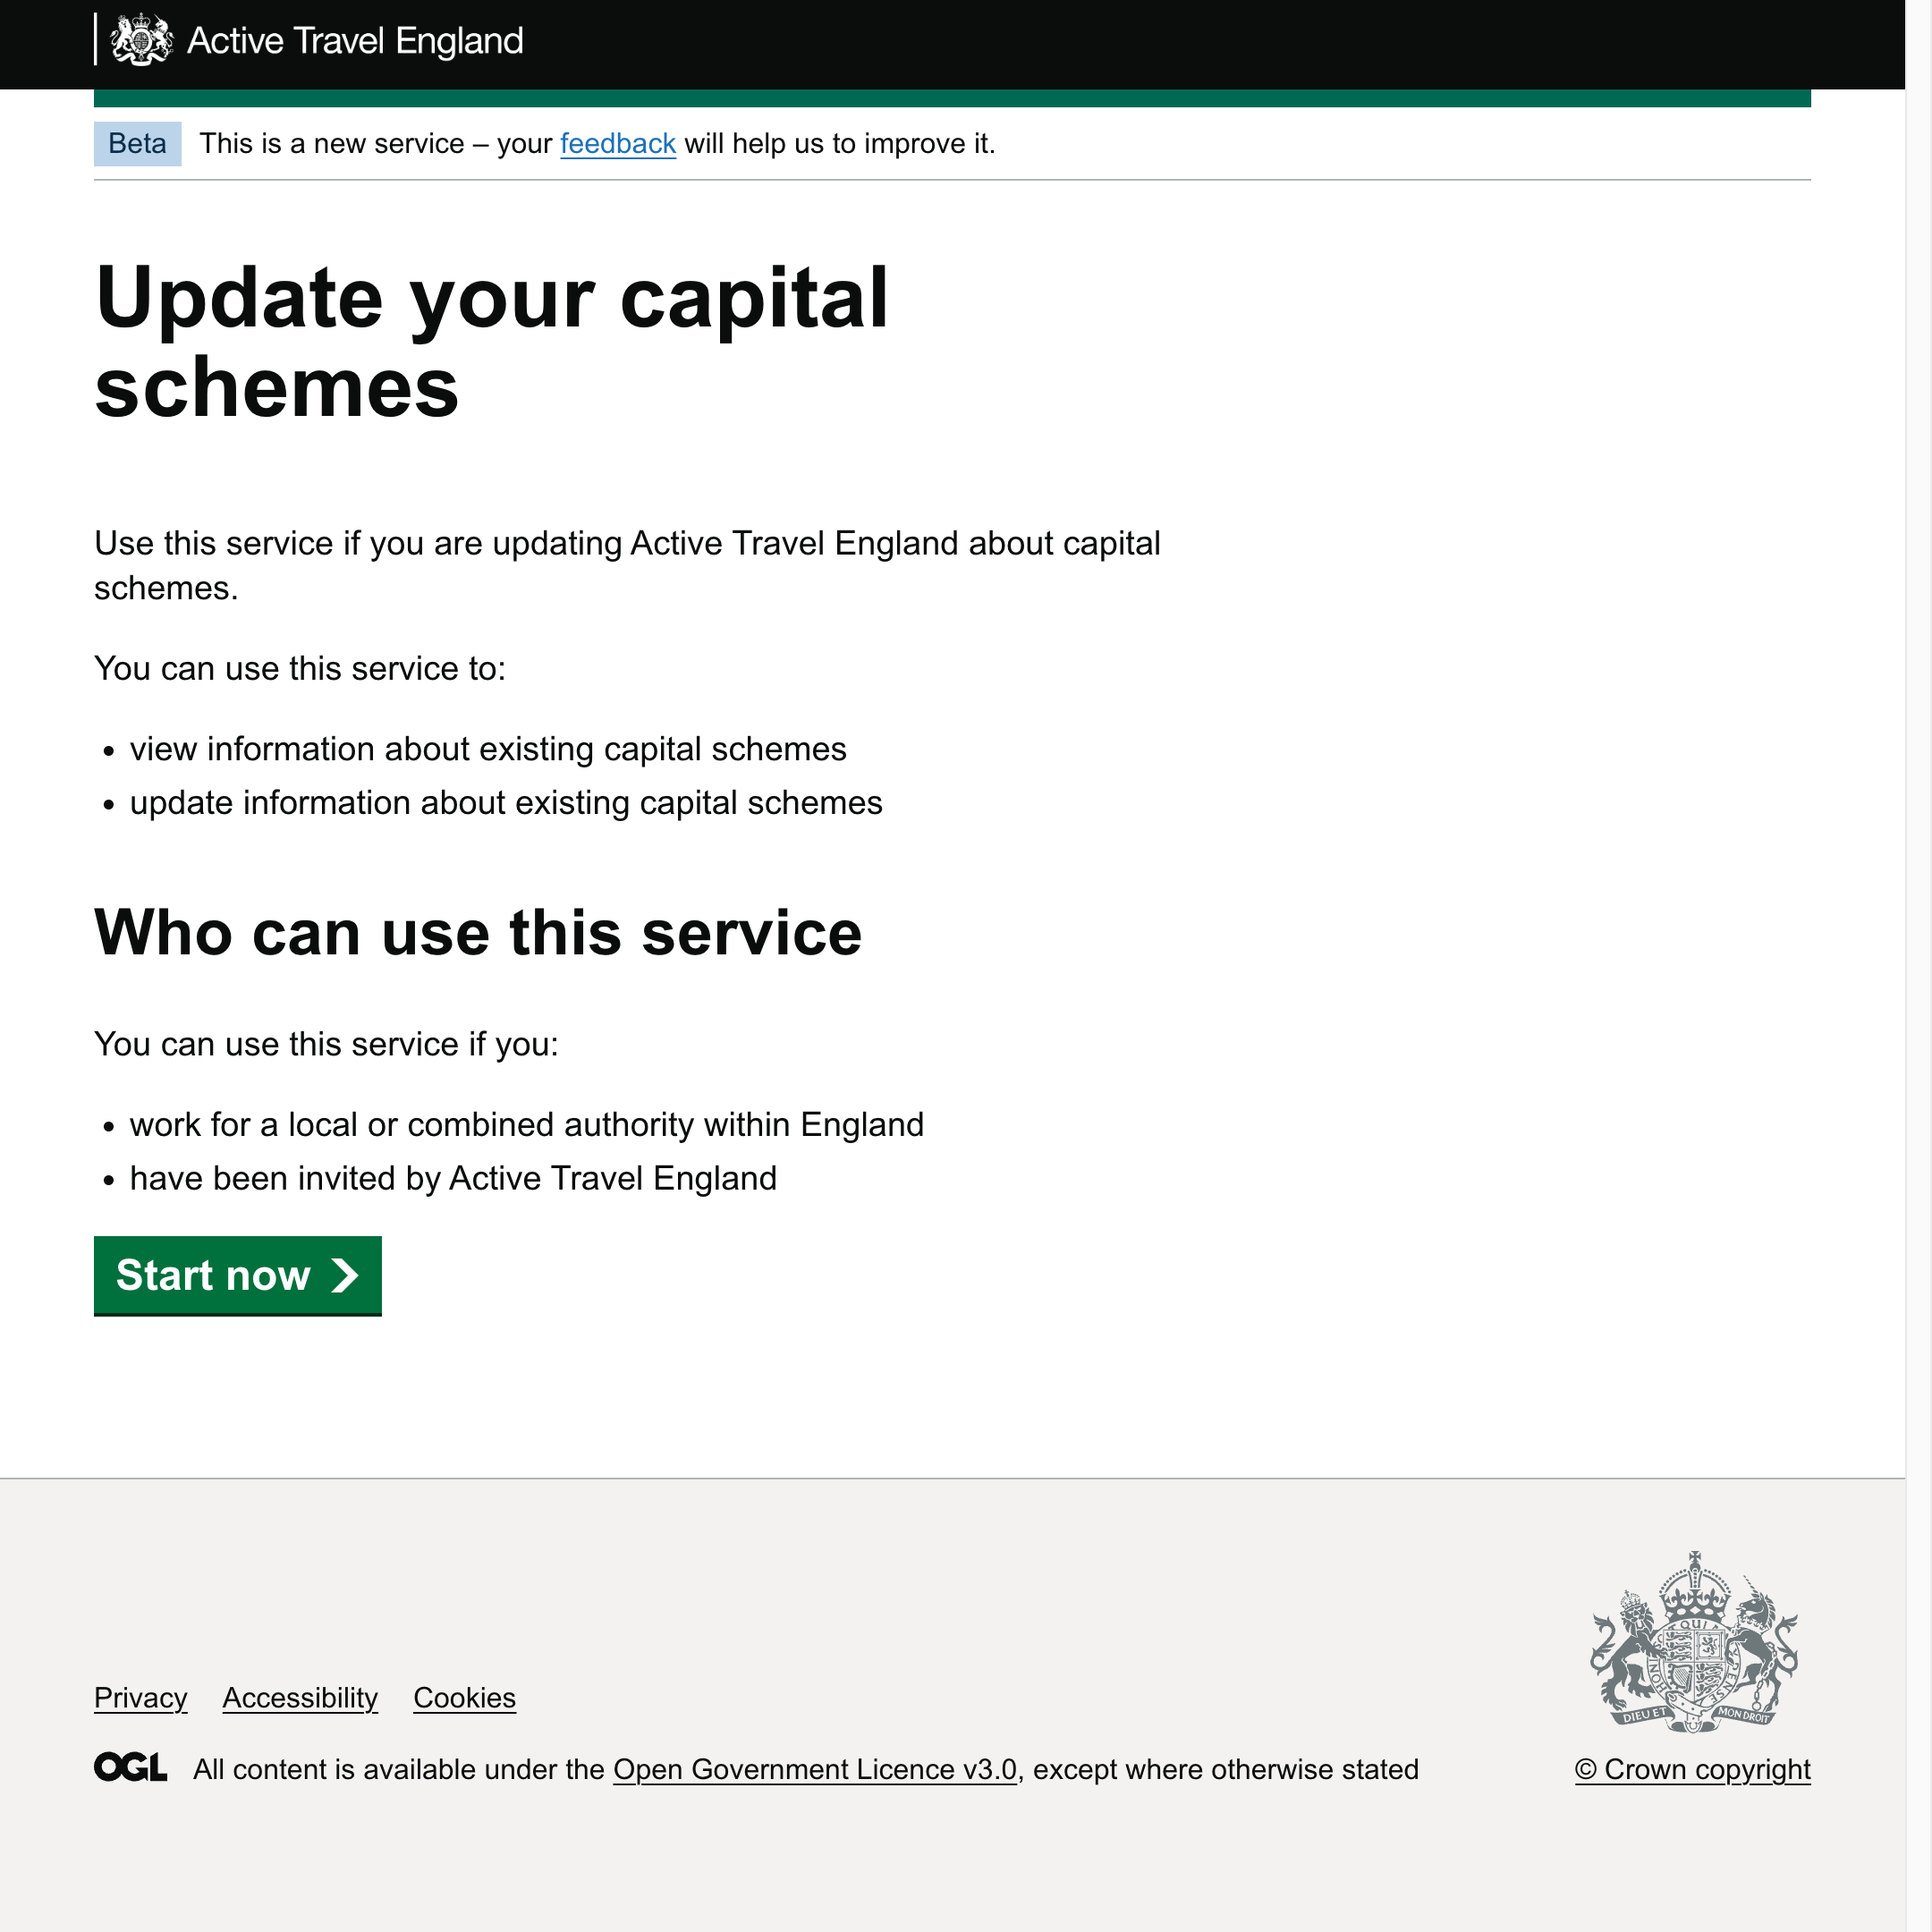 Active Travel England
Beta This is a new service – your feedback will help us to improve it.
Update your capital
schemes
Use this service if you are updating Active Travel England about capital
schemes.
You can use this service to:
• view information about existing capital schemes
• update information about existing capital schemes
Who can use this service
You can use this service if you:
• work for a local or combined authority within England
• have been invited by Active Travel England
Start now
QUI
HONI
PENSE
DIEU ET MON DROIT
Privacy Accessibility Cookies
OGL All content is available under the Open Government Licence v3.0, except where otherwise stated
© Crown copyright